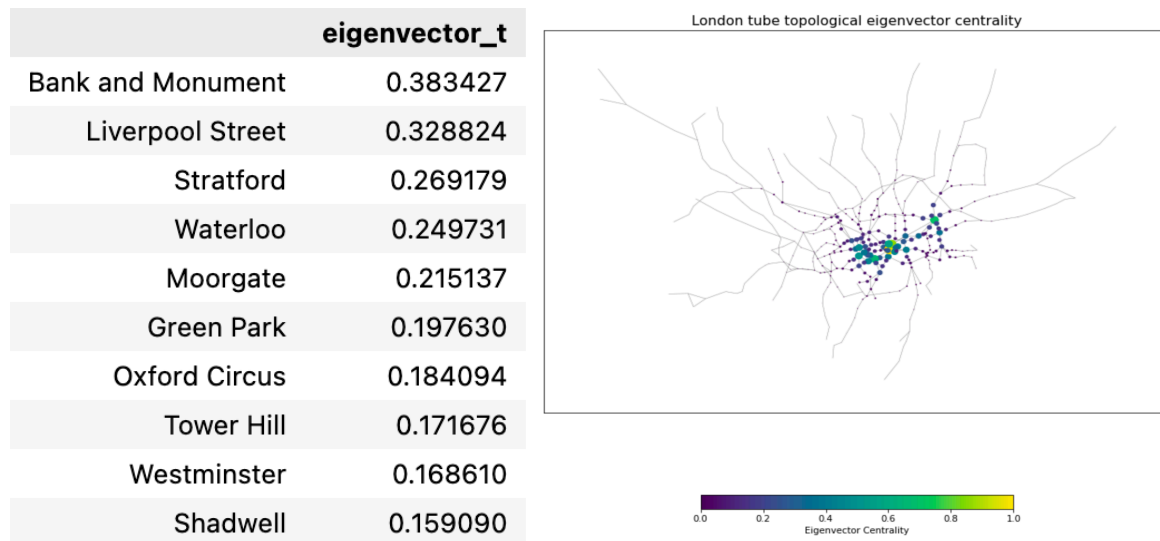 eigenvector_t
Bank and Monument 0.383427
Liverpool Street 0.328824
Stratford 0.269179
Waterloo 0.249731
Moorgate 0.215137
Green Park 0.197630
Oxford Circus 0.184094
Tower Hill 0.171676
Westminster 0.168610
Shadwell 0.159090
London tube topological eigenvector centrality
0.0 0.2 0.4 0.6 0.8 1.0
Eigenvector Centrality